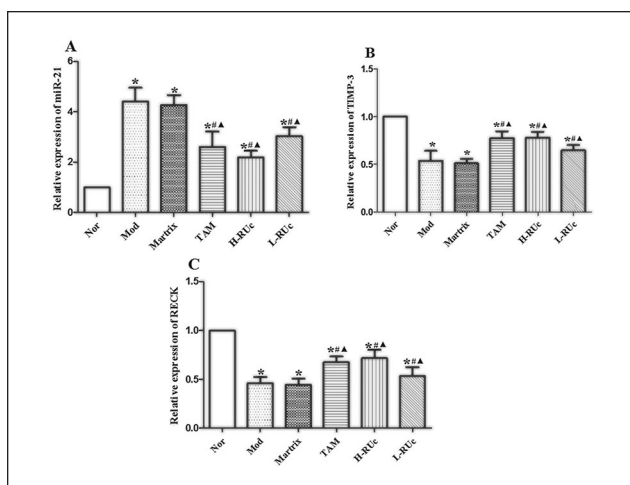 A
Relative expression of miR-21
6
4
2
0
* * *#▲ *#▲ *#▲
Nor Mod Martrix TAM H-RUc L-RUc
B
Relative expression of TIMP-3
1.5
1.0
0.5
0.0
* * *#▲ *#▲ *#▲
Nor Mod Martrix TAM H-RUc L-RUc
C
Relative expression of RECK
1.5
1.0
0.5
0.0
* * *#▲ *#▲ *#▲
Nor Mod Martrix TAM H-RUc L-RUc